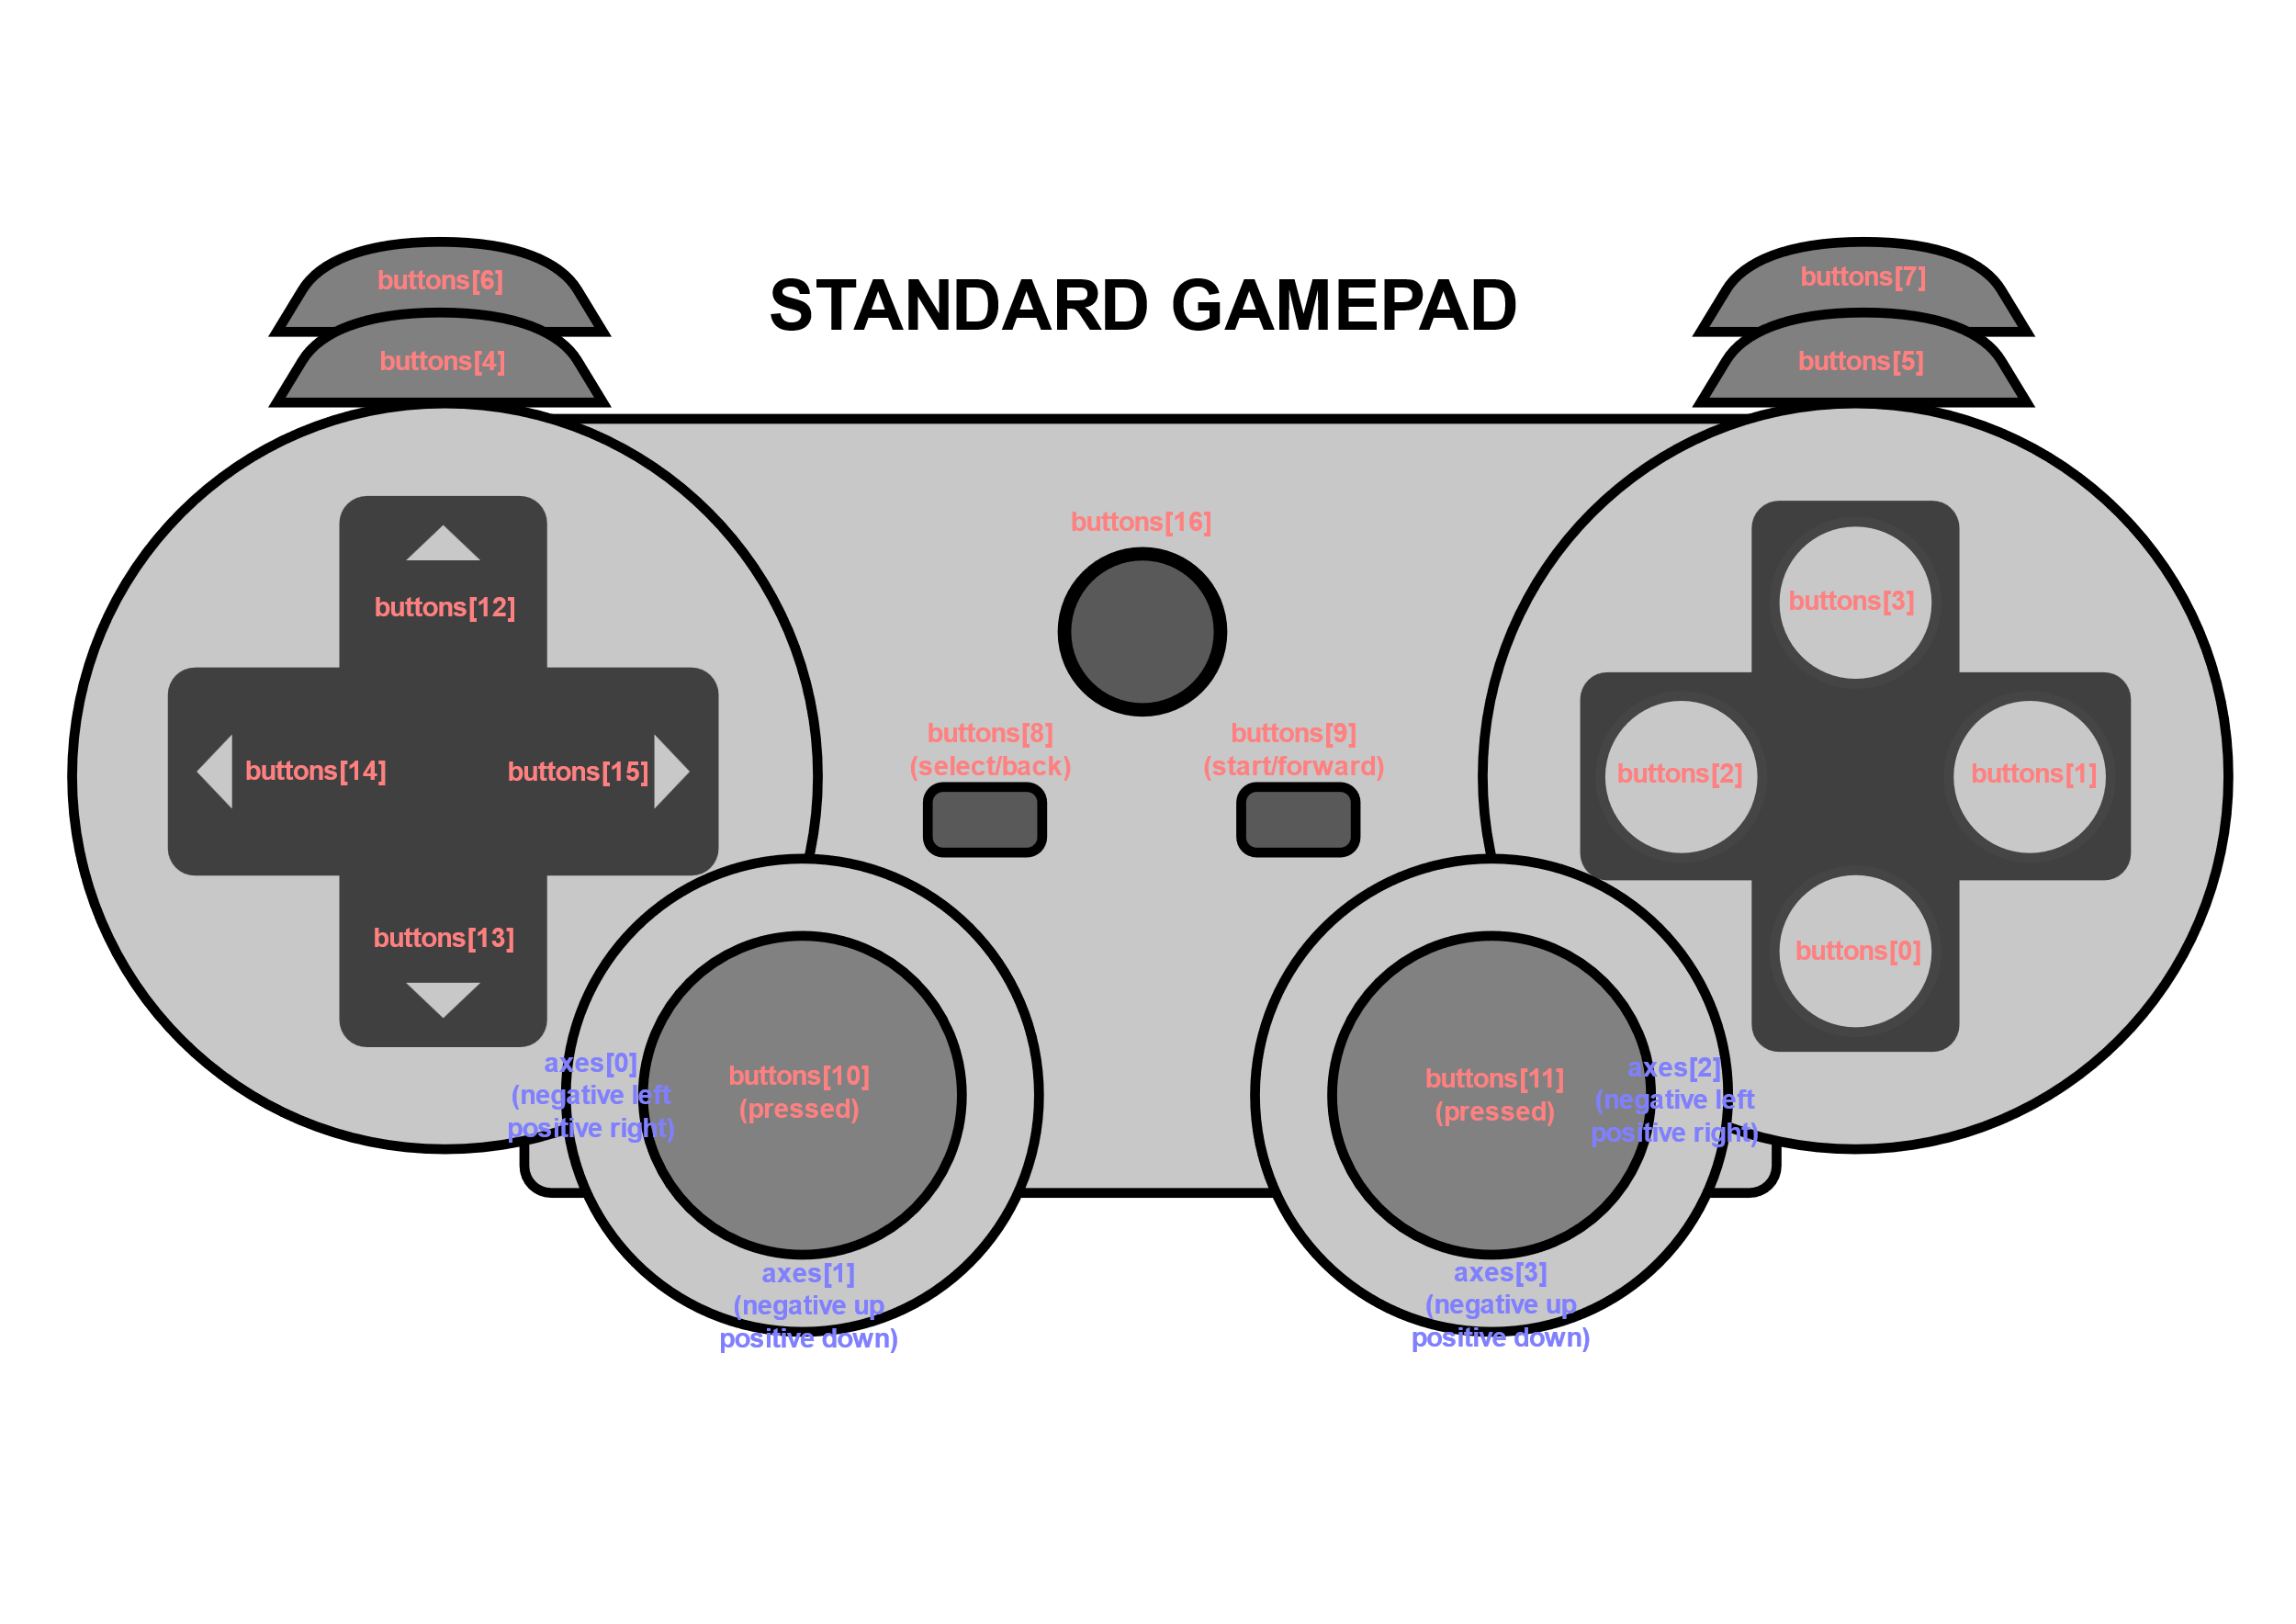 STANDARD GAMEPAD
buttons[6]
buttons[7]
buttons[4]
buttons[5]
buttons[16]
buttons[12]
buttons[3]
buttons[14]
buttons[15]
buttons[8]
(select/back)
buttons[9]
(start/forward)
buttons[2]
buttons[1]
buttons[13]
buttons[0]
axes[0]
(negative left
positive right)
buttons[10]
(pressed)
buttons[11]
(pressed)
axes[2]
(negative left
positive right)
axes[1]
(negative up
positive down)
axes[3]
(negative up
positive down)